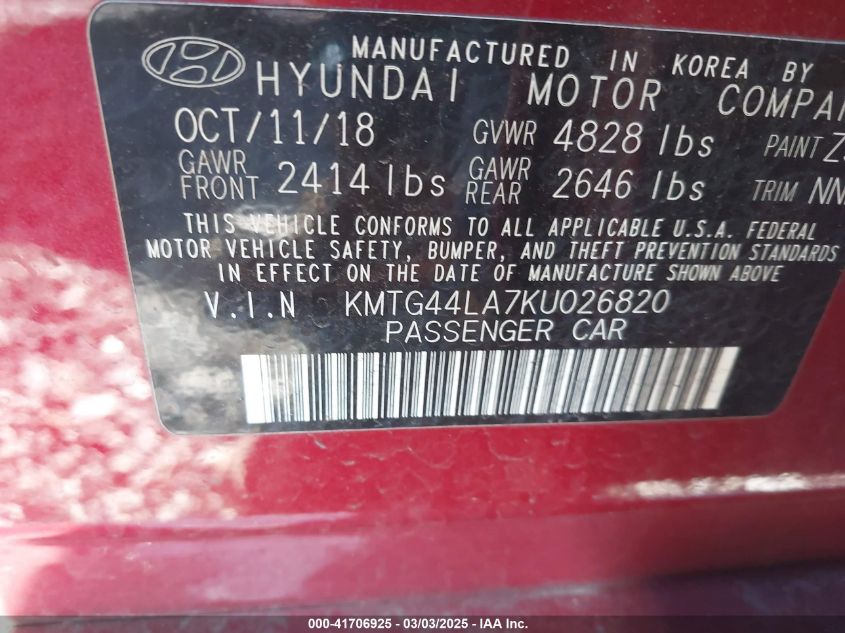 MANUFACTURED IN KOREA BY
HYUNDAI MOTOR
OCT/11/18 GVWR 4828 lbs PAINT
GAWR FRONT 2414 lbs GAWR REAR 2646 lbs TRIM
THIS VEHICLE CONFORMS TO ALL APPLICABLE U.S.A. FEDERAL
MOTOR VEHICLE SAFETY, BUMPER, AND THEFT PREVENTION STANDARDS
IN EFFECT ON THE DATE OF MANUFACTURE SHOWN ABOVE
V.I.N KMTG44LA7KU026820
PASSENGER CAR
000-41706925 - 03/03/2025 - IAA Inc.